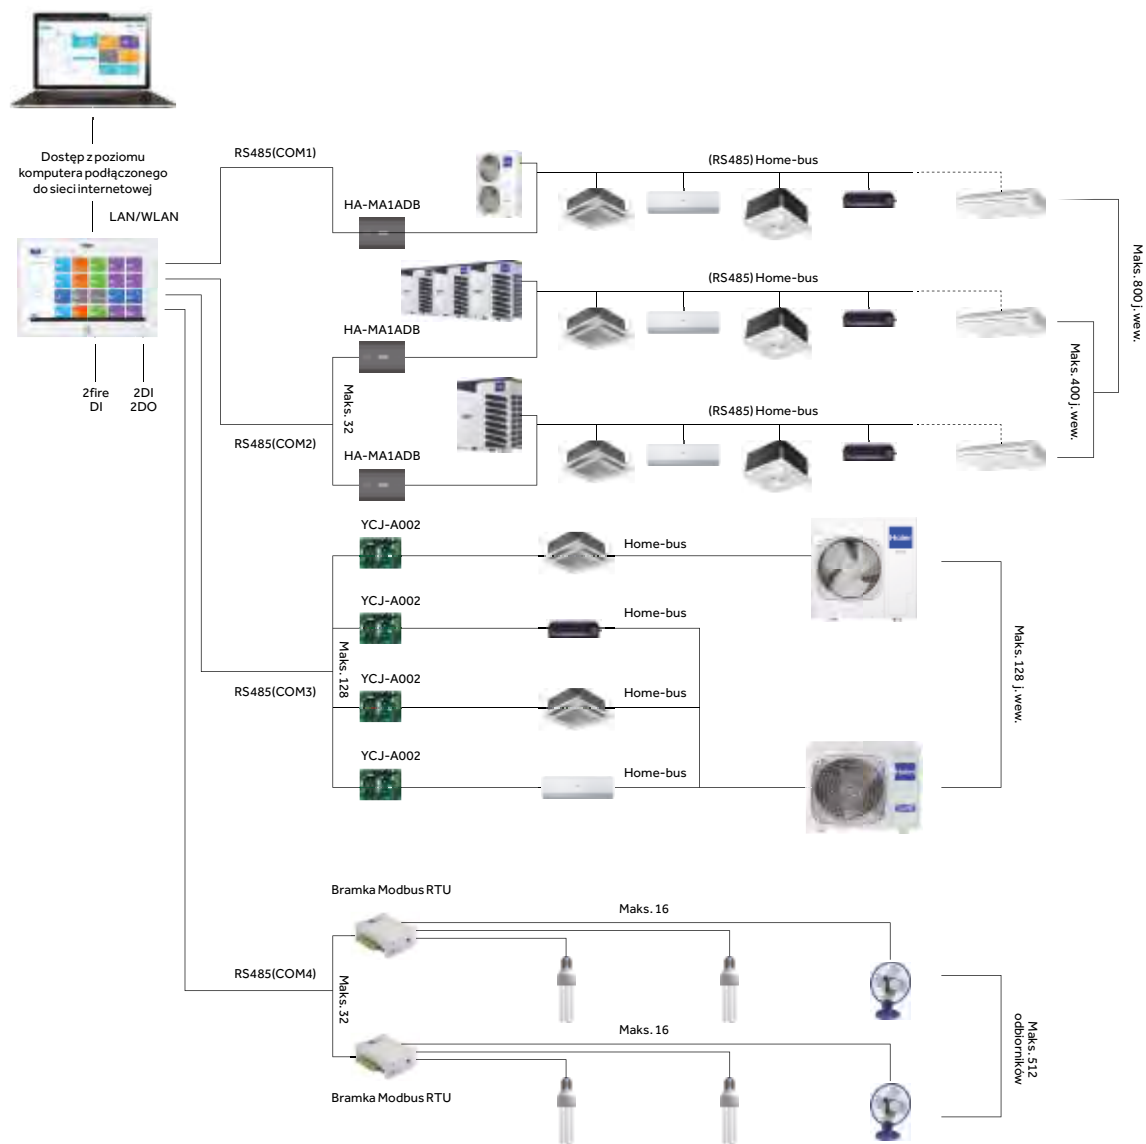 Dostęp z poziomu
komputera podłączonego
do sieci internetowej
LAN/WLAN
2fire
DI
2DI
2DO
RS485(COM1)
HA-MA1ADB
(RS485) Home-bus
Maks. 800 j. wew.
RS485(COM2)
Maks. 32
HA-MA1ADB
(RS485) Home-bus
HA-MA1ADB
(RS485) Home-bus
Maks. 400 j. wew.
RS485(COM3)
Maks. 128
YCJ-A002
Home-bus
Haier
YCJ-A002
Home-bus
YCJ-A002
Home-bus
YCJ-A002
Home-bus
Haier
Maks. 128 j. wew.
RS485(COM4)
Maks. 32
Bramka Modbus RTU
Maks. 16
Maks. 16
Bramka Modbus RTU
Maks. 512
odbiorników